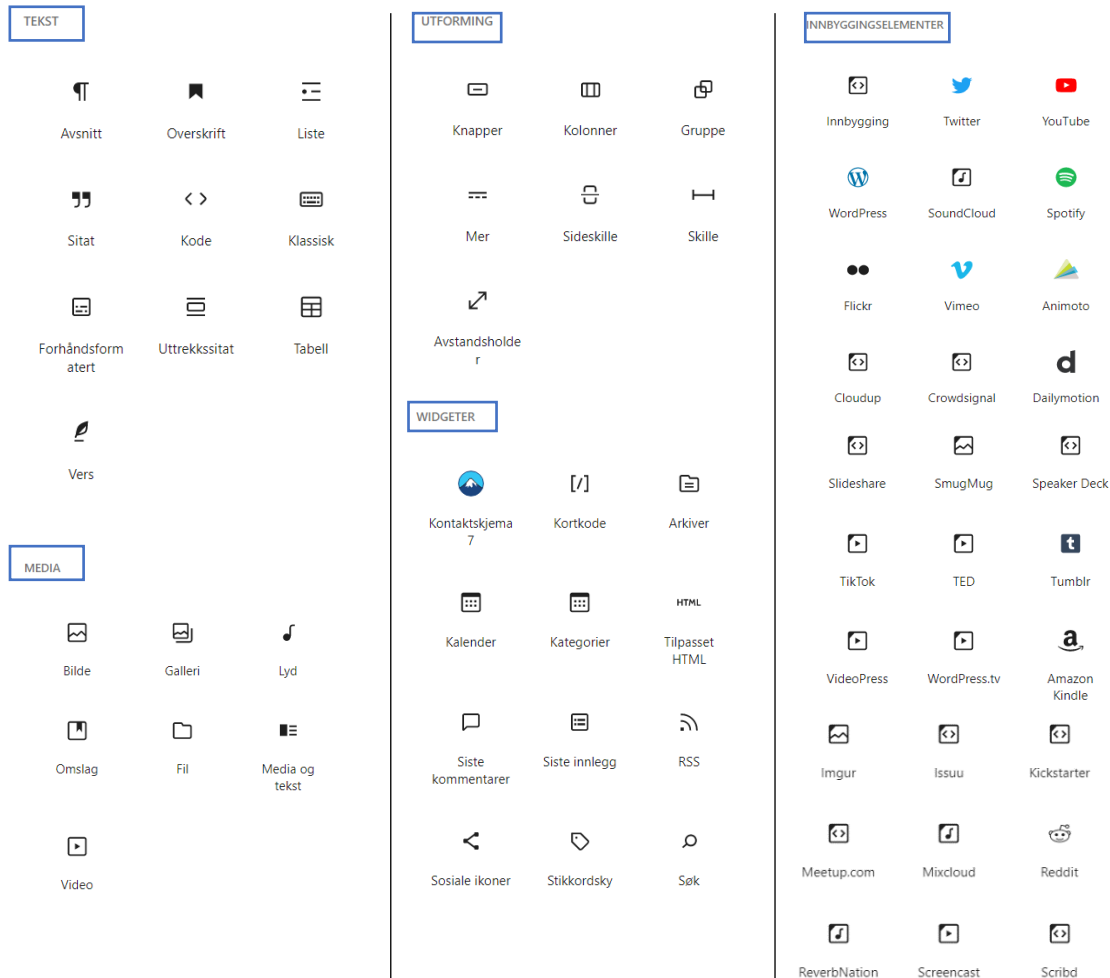 TEKST
Avsnitt Overskrift Liste
Sitat Kode Klassisk
Forhåndsform
atert
Uttrekkssitat Tabell
Vers
MEDIA
Bilde Galleri Lyd
Omslag Fil Media og
tekst
Video
UTFORMING
Knapper Kolonner Gruppe
Mer Sideskille Skille
Avstandsholde
r
WIDGETER
Kontaktskjema
7
Kortkode Arkiver
HTML
Kalender Kategorier Tilpasset
HTML
Siste
kommentarer
Siste innlegg RSS
Sosiale ikoner Stikkordsky Søk
INNBYGGINGSELEMENTER
Innbygging Twitter YouTube
WordPress SoundCloud Spotify
Flickr Vimeo Animoto
Cloudup Crowdsignal Dailymotion
Slideshare SmugMug Speaker Deck
TikTok TED Tumblr
VideoPress WordPress.tv Amazon
Kindle
Imgur Issuu Kickstarter
Meetup.com Mixcloud Reddit
ReverbNation Screencast Scribd